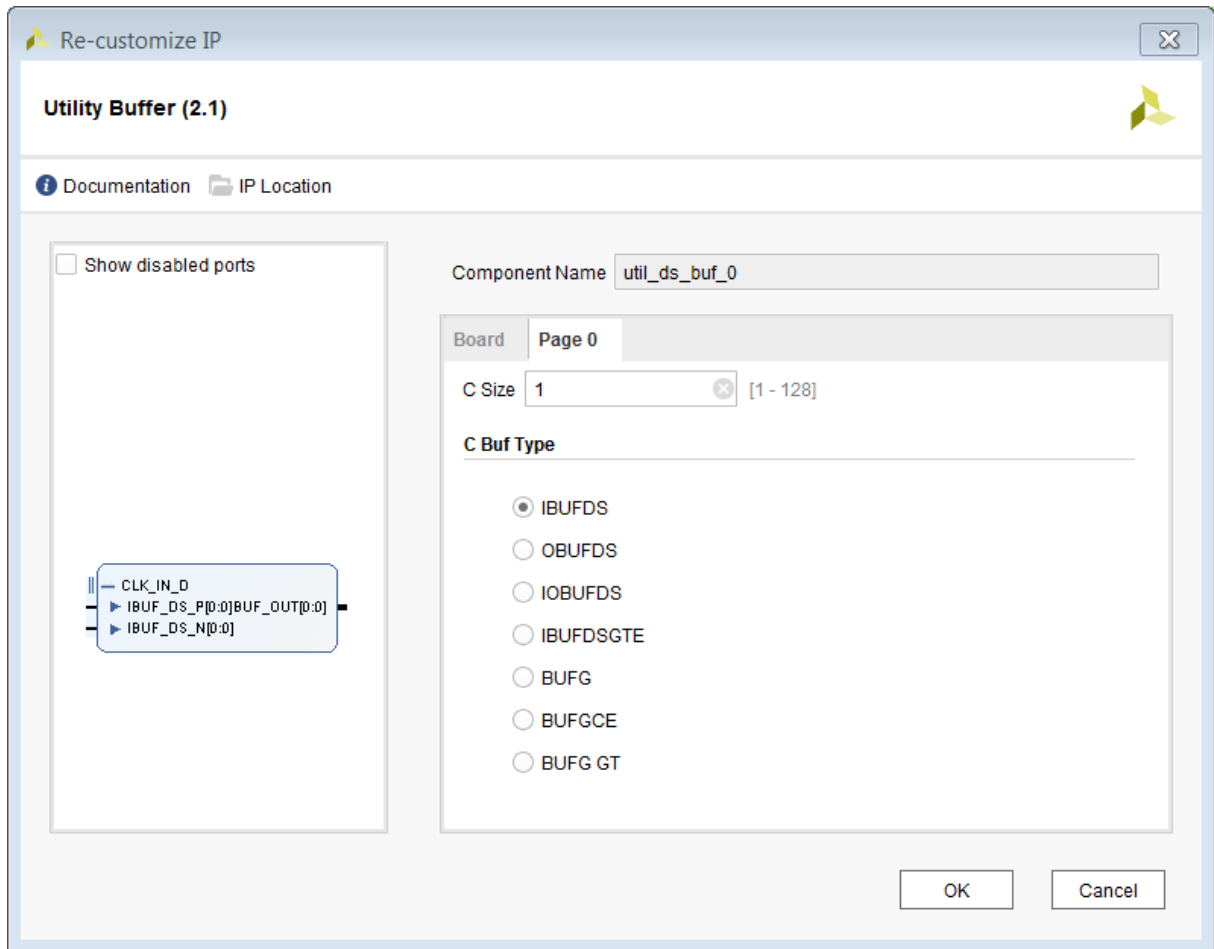 Re-customize IP
Utility Buffer (2.1)
Documentation IP Location
Show disabled ports
CLK_IN_D
IBUF_DS_P[0:0]BUF_OUT[0:0]
IBUF_DS_N[0:0]
Component Name util_ds_buf_0
Board Page 0
C Size 1 [1 - 128]
C Buf Type
IBUFDS
OBUFDS
IOBUFDS
IBUFDSGTE
BUFG
BUFGCE
BUFG GT
OK Cancel